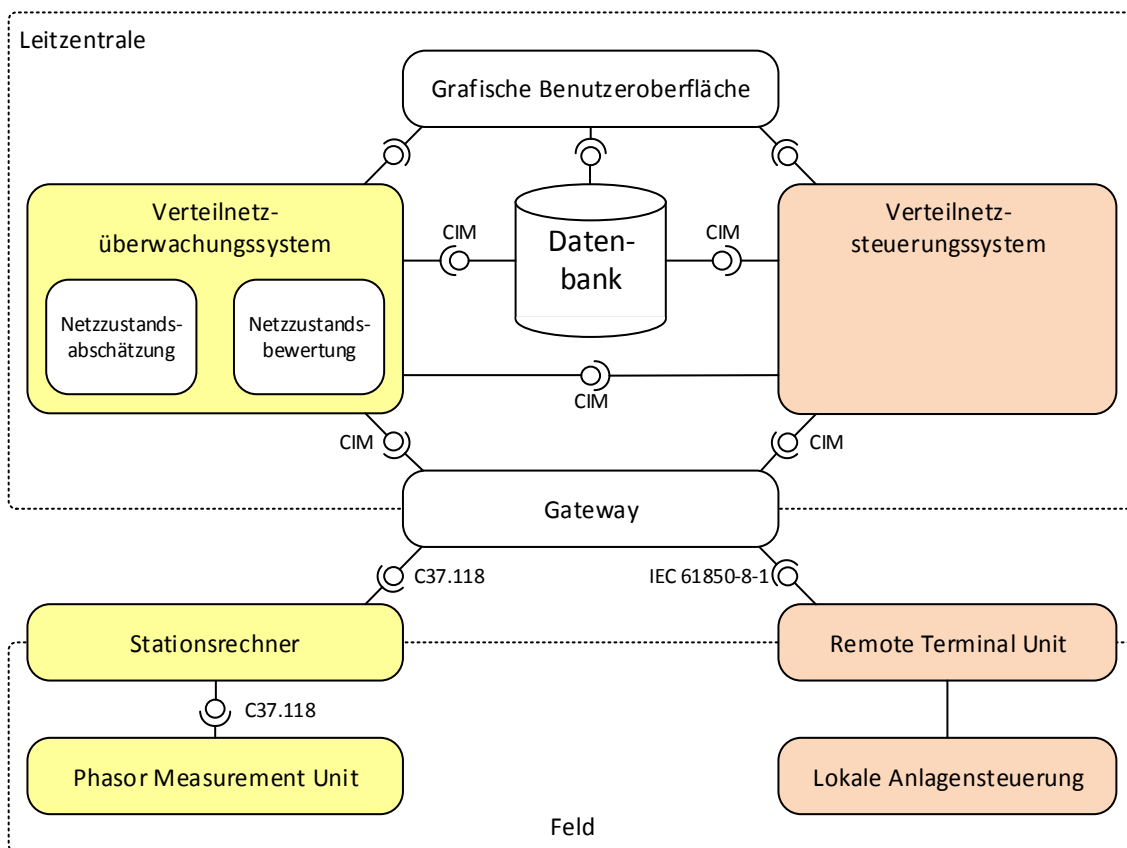 Leitzentrale
Grafische Benutzeroberfläche
Verteilnetz-
überwachungssystem
Netzzustands-
abschätzung
Netzzustands-
bewertung
CIM
Daten-
bank
CIM
Verteilnetz-
steuerungssystem
CIM
CIM
CIM
Gateway
C37.118
IEC 61850-8-1
Stationsrechner
Remote Terminal Unit
C37.118
Phasor Measurement Unit
Lokale Anlagensteuerung
Feld